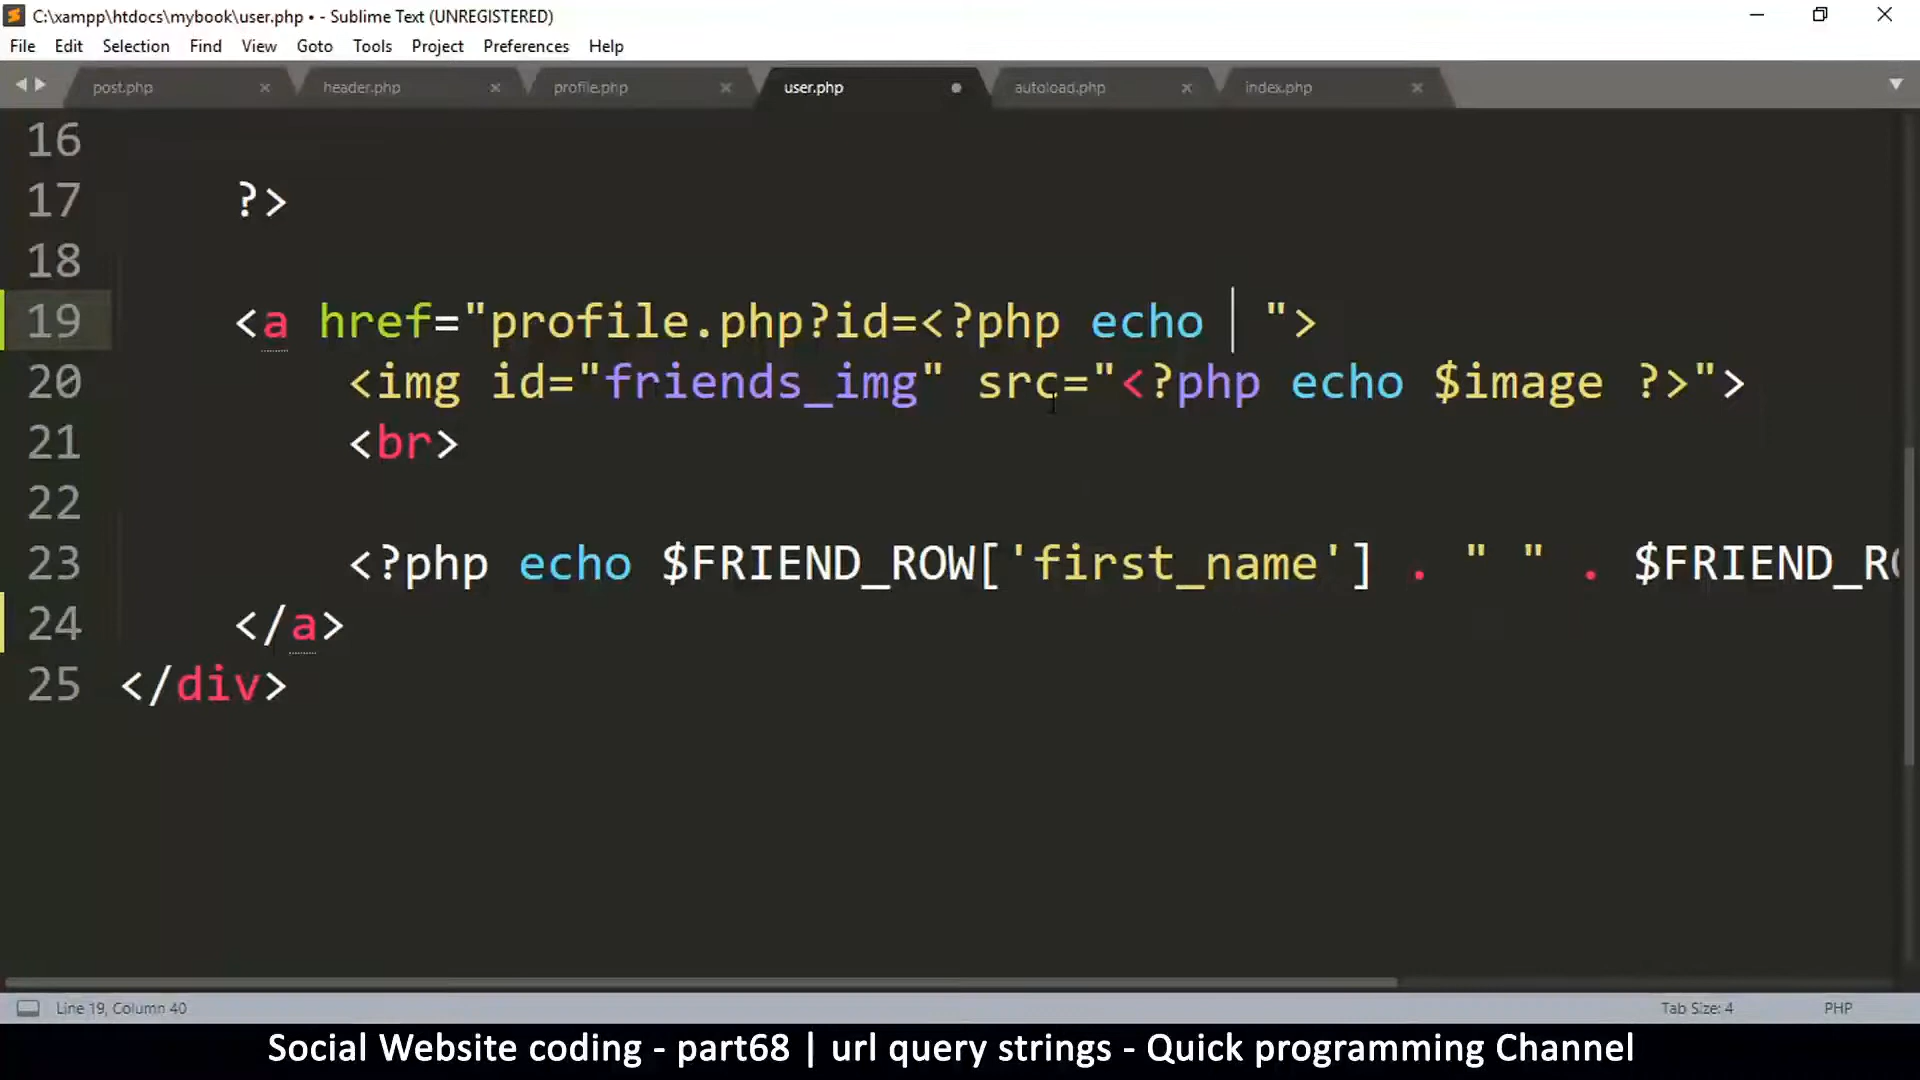 C:\xampp\htdocs\mybook\user.php • - Sublime Text (UNREGISTERED)
File Edit Selection Find View Goto Tools Project Preferences Help
post.php header.php profile.php user.php autoload.php index.php
16
17 ?>
18
19 <a href="profile.php?id=<?php echo  ">
20 <img id="friends_img" src="<?php echo $image ?>">
21 <br>
22
23 <?php echo $FRIEND_ROW['first_name'] . " " . $FRIEND_RO
24 </a>
25 </div>
Line 19, Column 40 Tab Size: 4 PHP
Social Website coding - part68 | url query strings - Quick programming Channel